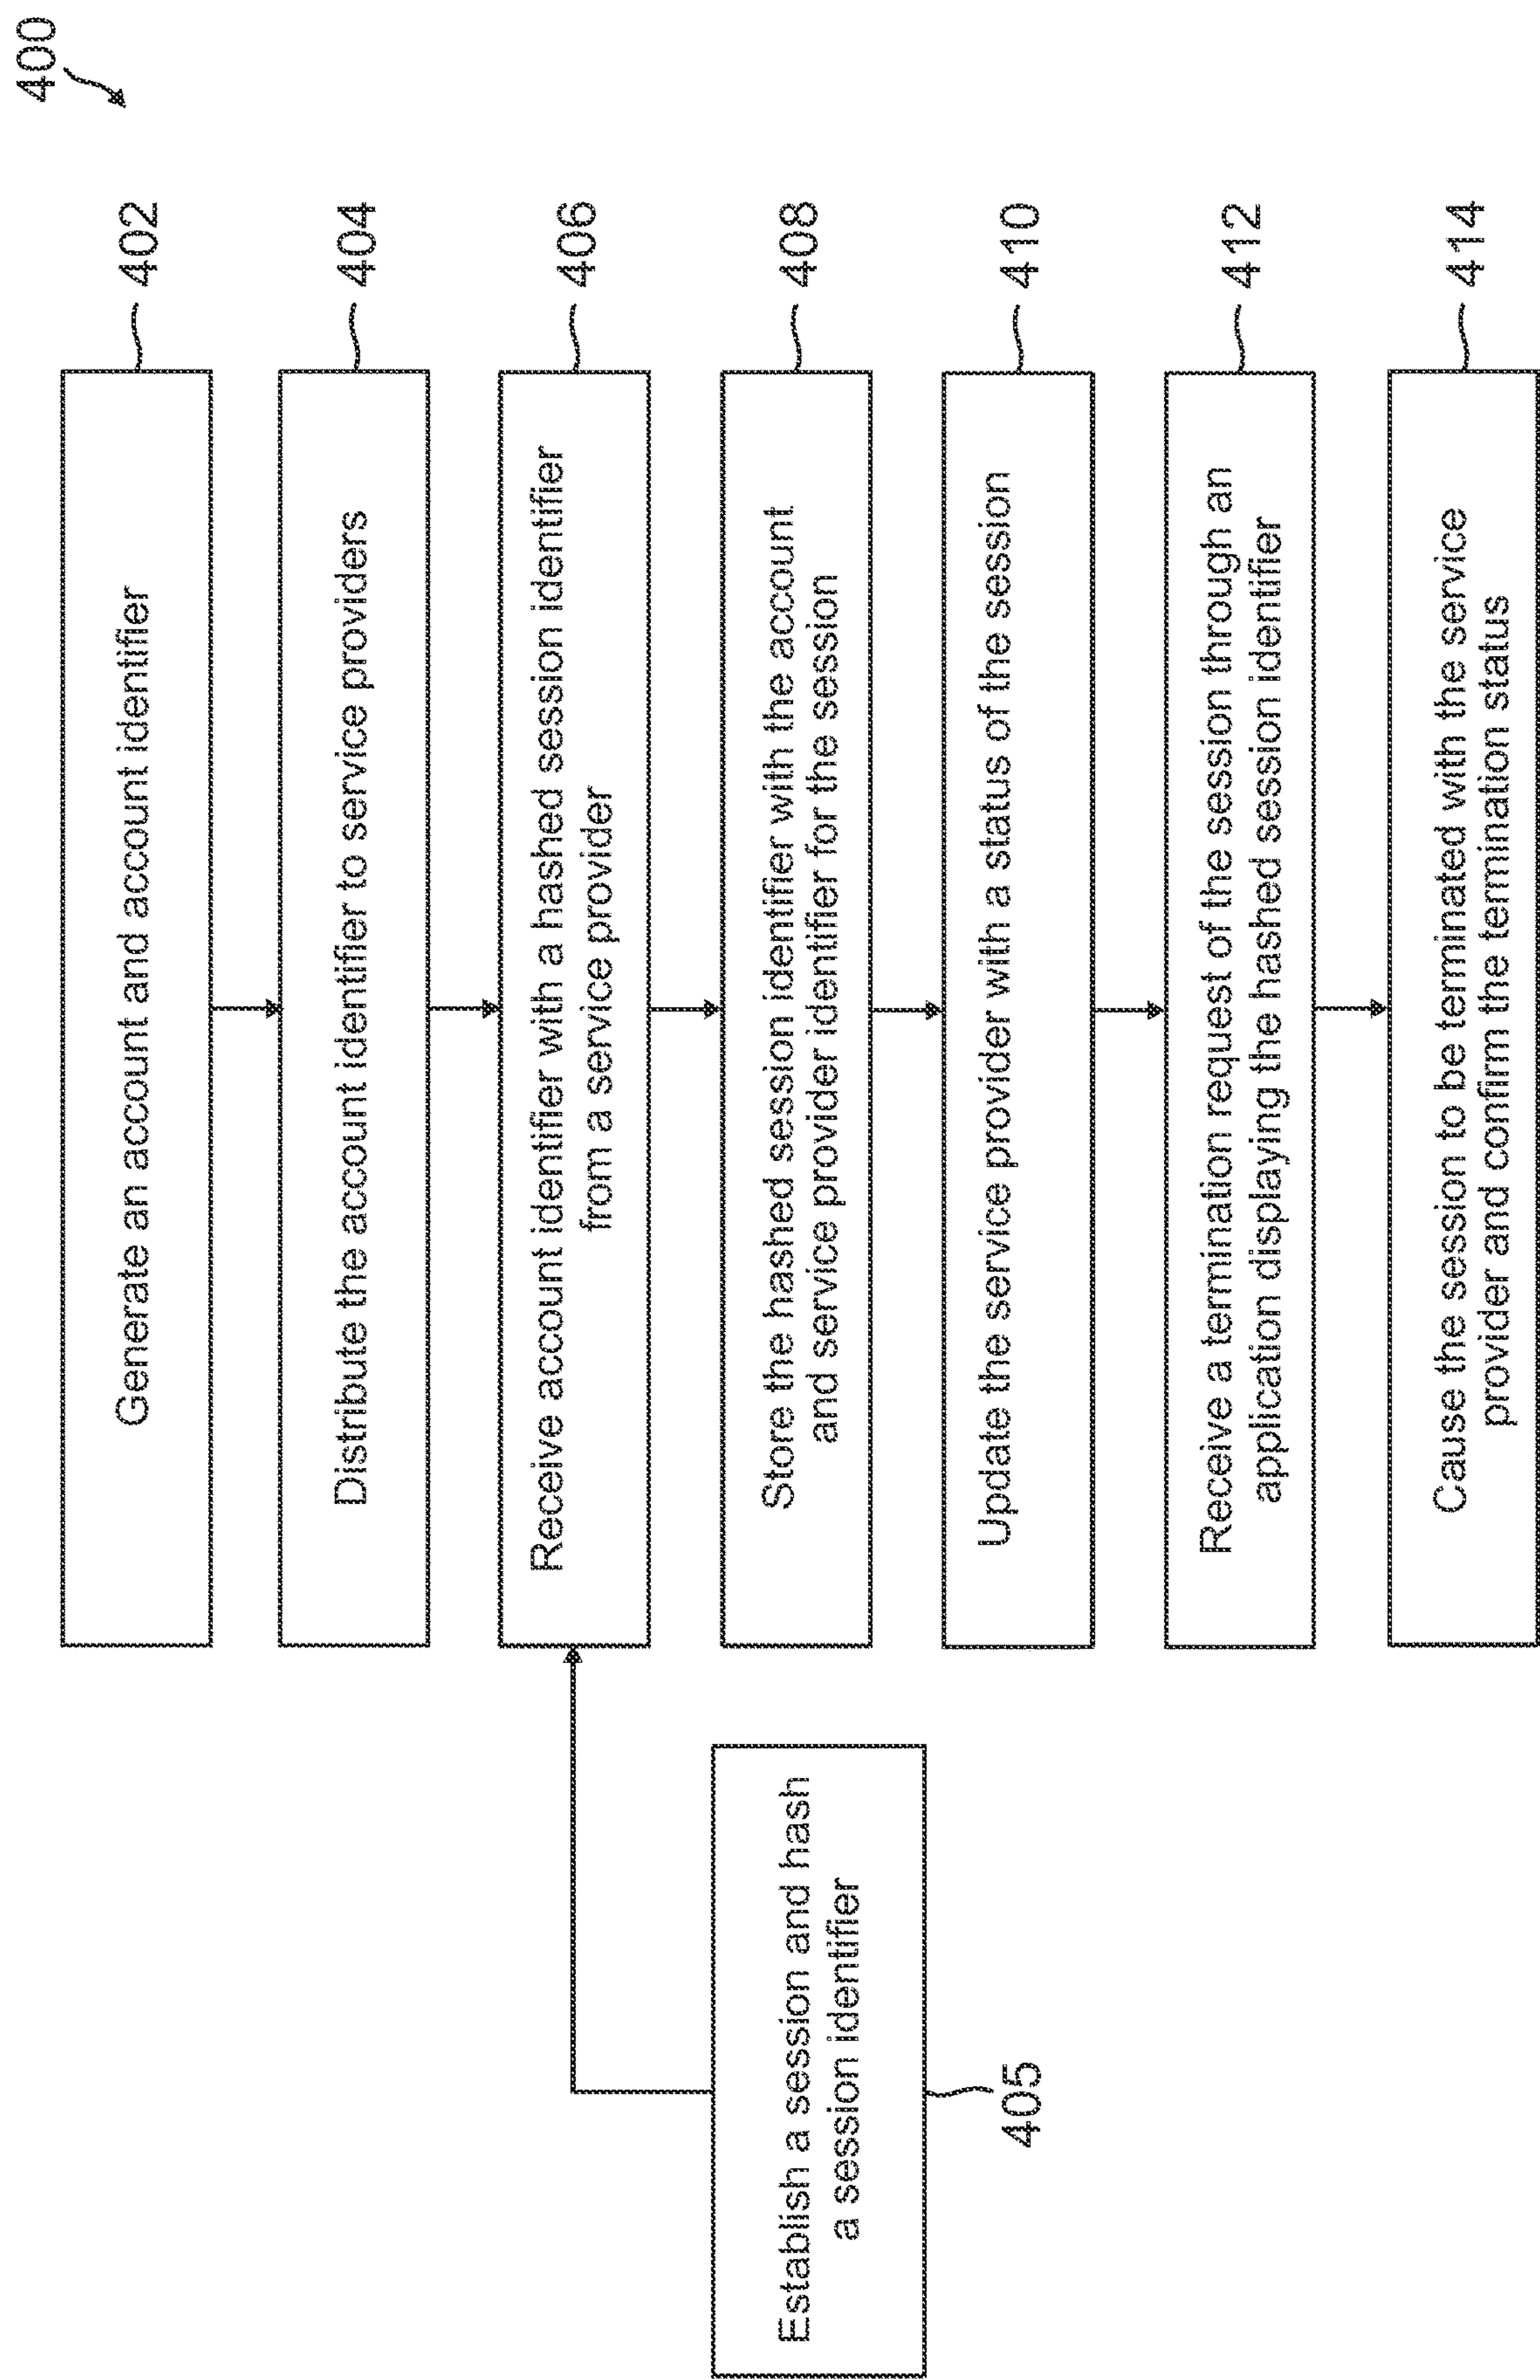 400
Generate an account and account identifier
402
Distribute the account identifier to service providers
404
Establish a session and hash
a session identifier
405
Receive account identifier with a hashed session identifier
from a service provider
406
Store the hashed session identifier with the account
and service provider identifier for the session
408
Update the service provider with a status of the session
410
Receive a termination request of the session through an
application displaying the hashed session identifier
412
Cause the session to be terminated with the service
provider and confirm the termination status
414